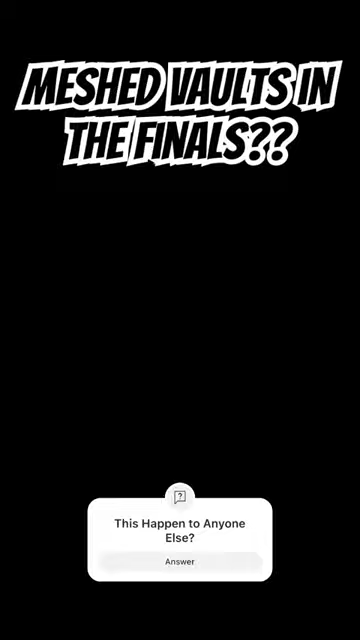 MESHED VAULTS IN
THE FINALS??
?
This Happen to Anyone
Else?
Answer